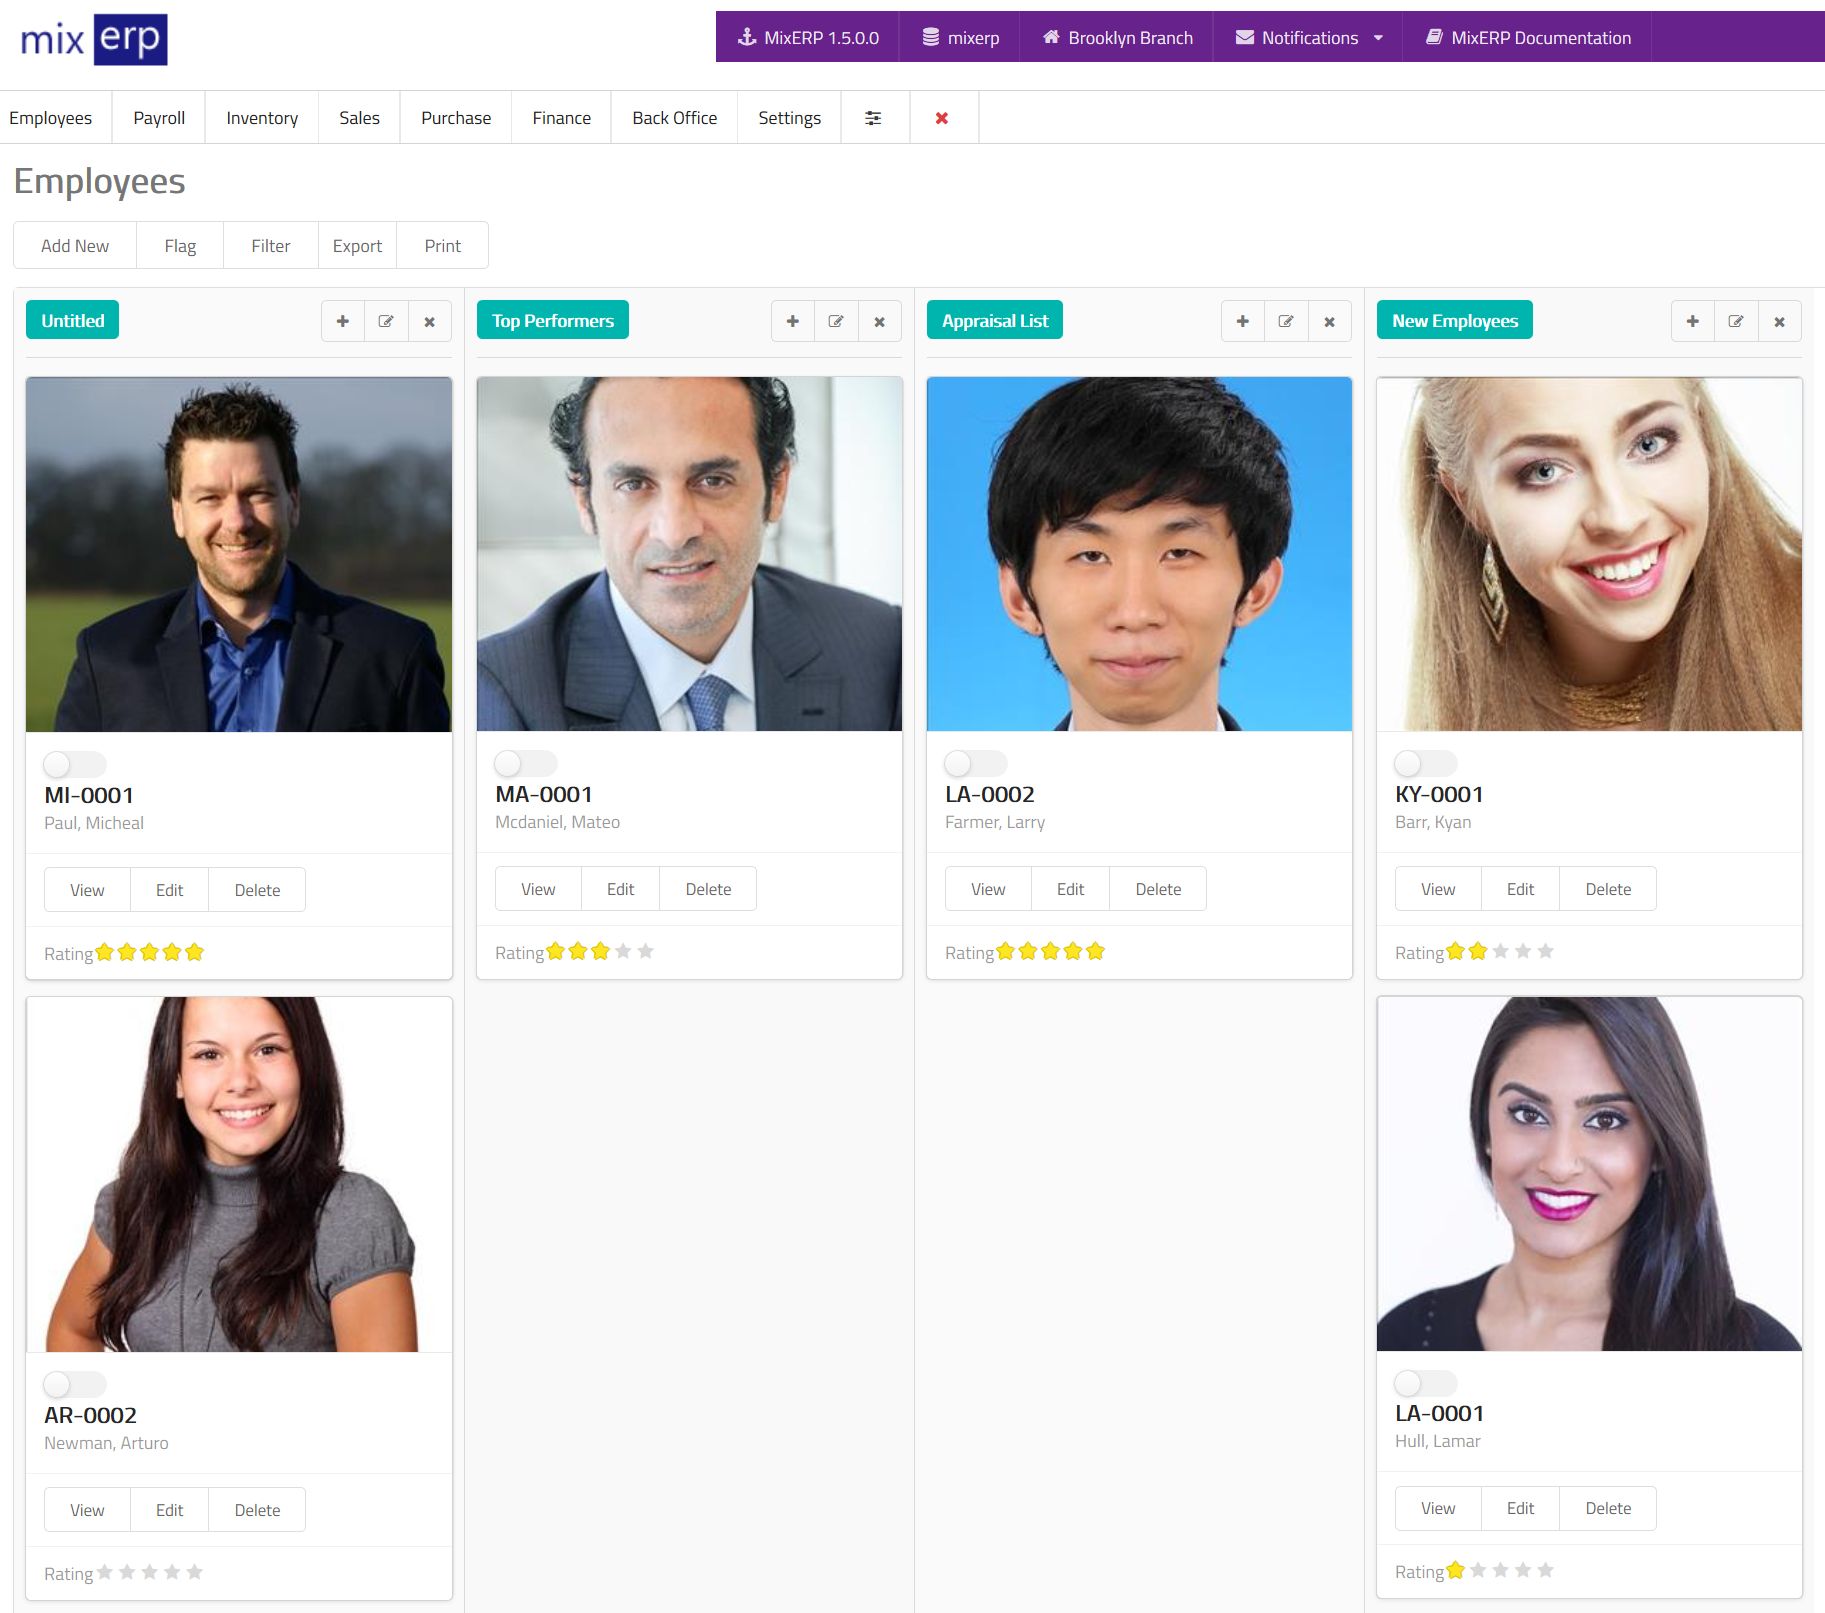 mix erp
MixERP 1.5.0.0 mixerp Brooklyn Branch Notifications MixERP Documentation
Employees Payroll Inventory Sales Purchase Finance Back Office Settings
Employees
Add New Flag Filter Export Print
Untitled
MI-0001
Paul, Micheal
View Edit Delete
Rating
AR-0002
Newman, Arturo
View Edit Delete
Rating
Top Performers
MA-0001
Mcdaniel, Mateo
View Edit Delete
Rating
Appraisal List
LA-0002
Farmer, Larry
View Edit Delete
Rating
New Employees
KY-0001
Barr, Kyan
View Edit Delete
Rating
LA-0001
Hull, Lamar
View Edit Delete
Rating